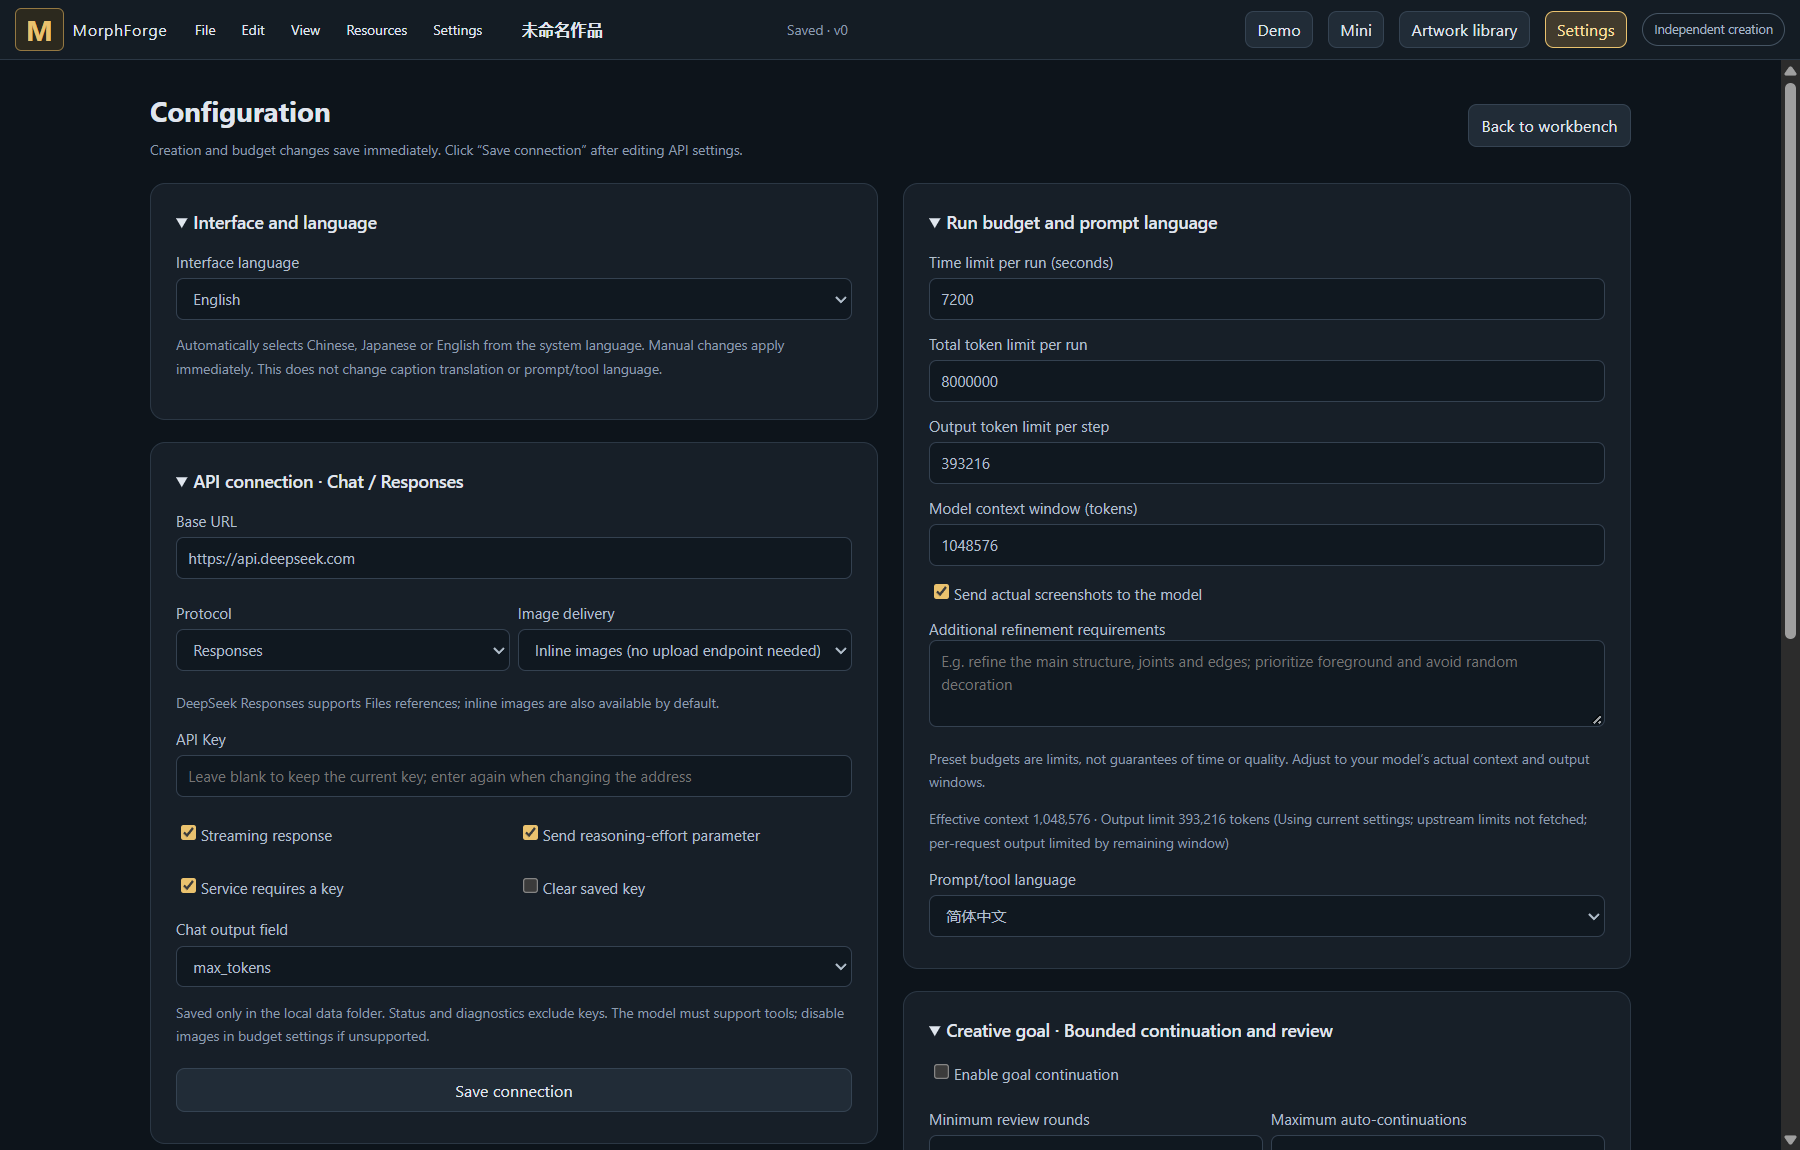 M MorphForge File Edit View Resources Settings 未命名作品 Saved · v0 Demo Mini Artwork library Settings Independent creation
Configuration
Creation and budget changes save immediately. Click “Save connection” after editing API settings.
Back to workbench
Interface and language
Interface language
English
Automatically selects Chinese, Japanese or English from the system language. Manual changes apply
immediately. This does not change caption translation or prompt/tool language.
API connection · Chat / Responses
Base URL
https://api.deepseek.com
Protocol Image delivery
Responses Inline images (no upload endpoint needed)
DeepSeek Responses supports Files references; inline images are also available by default.
API Key
Leave blank to keep the current key; enter again when changing the address
Streaming response Send reasoning-effort parameter
Service requires a key Clear saved key
Chat output field
max_tokens
Saved only in the local data folder. Status and diagnostics exclude keys. The model must support tools; disable
images in budget settings if unsupported.
Save connection
Run budget and prompt language
Time limit per run (seconds)
7200
Total token limit per run
8000000
Output token limit per step
393216
Model context window (tokens)
1048576
Send actual screenshots to the model
Additional refinement requirements
E.g. refine the main structure, joints and edges; prioritize foreground and avoid random
decoration
Preset budgets are limits, not guarantees of time or quality. Adjust to your model’s actual context and output
windows.
Effective context 1,048,576 · Output limit 393,216 tokens (Using current settings; upstream limits not fetched;
per-request output limited by remaining window)
Prompt/tool language
简体中文
Creative goal · Bounded continuation and review
Enable goal continuation
Minimum review rounds Maximum auto-continuations